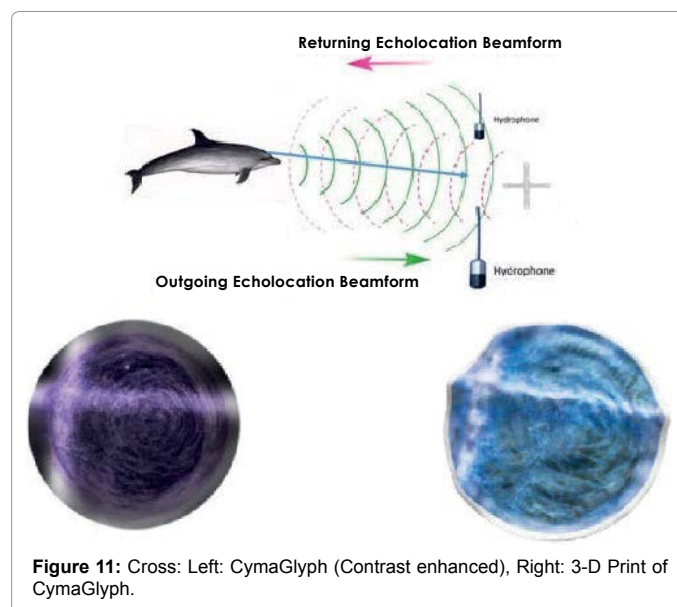 Returning Echolocation Beamform
Hydrophone
Hydrophone
Outgoing Echolocation Beamform
Figure 11: Cross: Left: CymaGlyph (Contrast enhanced), Right: 3-D Print of
CymaGlyph.